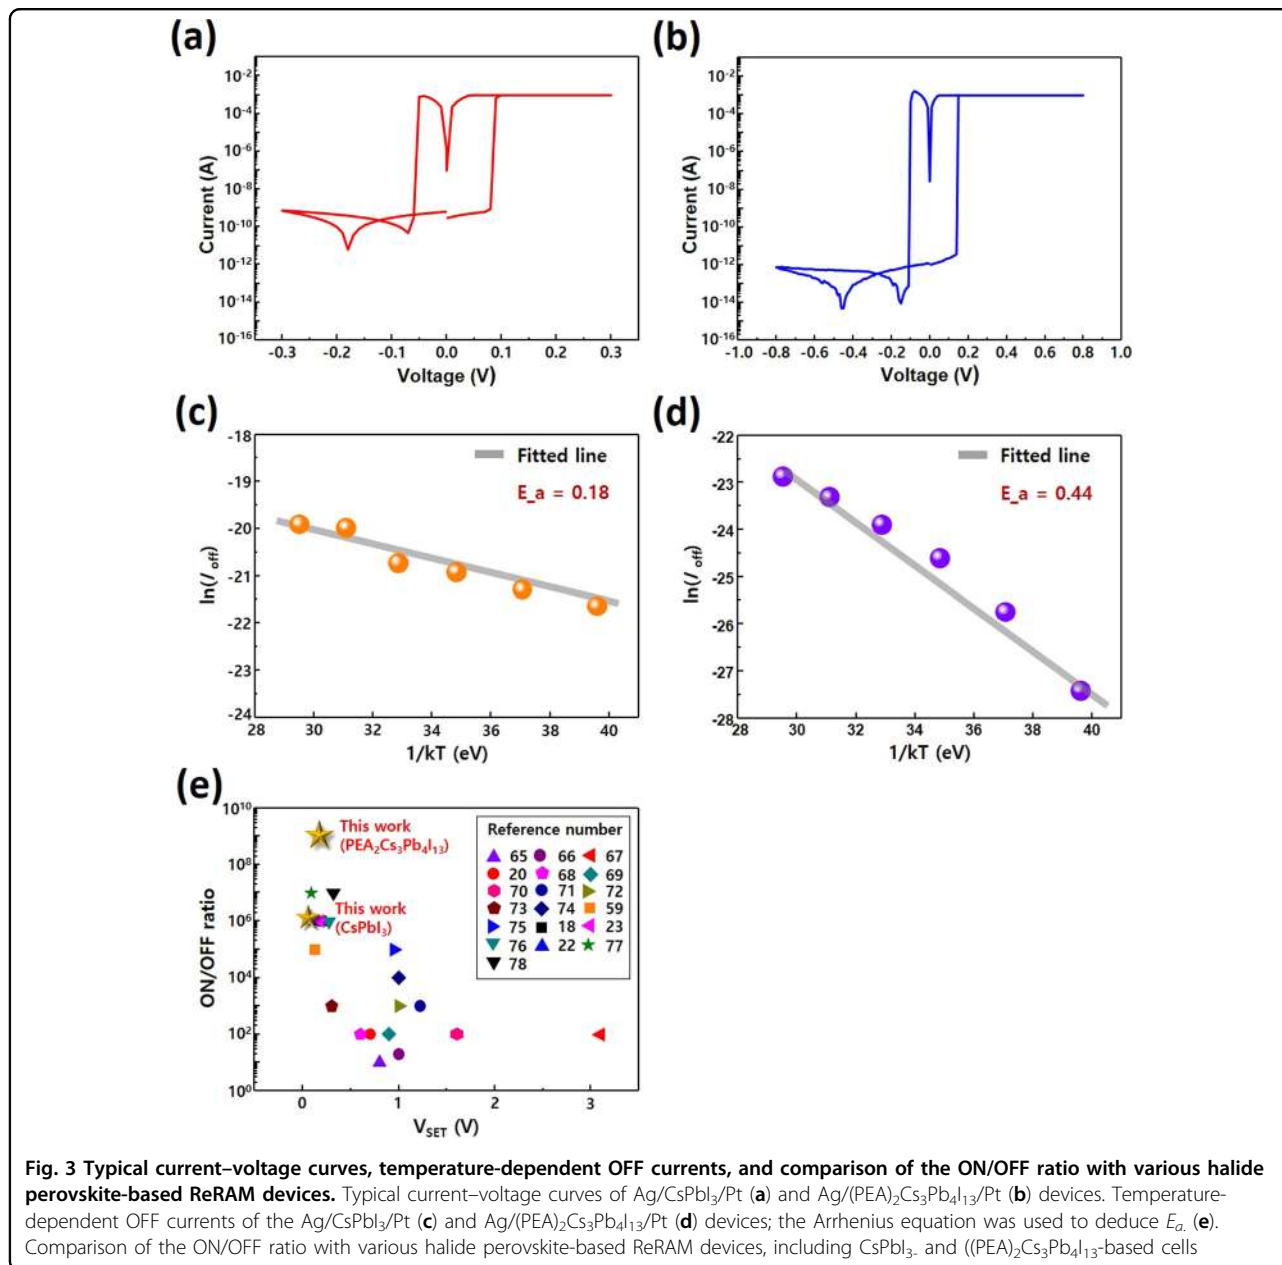 (a)
10⁻²
10⁻⁴
10⁻⁶
10⁻⁸
10⁻¹⁰
10⁻¹²
10⁻¹⁴
10⁻¹⁶
Current (A)
-0.3 -0.2 -0.1 0.0 0.1 0.2 0.3
Voltage (V)
(b)
10⁻²
10⁻⁴
10⁻⁶
10⁻⁸
10⁻¹⁰
10⁻¹²
10⁻¹⁴
10⁻¹⁶
Current (A)
-1.0 -0.8 -0.6 -0.4 -0.2 0.0 0.2 0.4 0.6 0.8 1.0
Voltage (V)
(c)
-18
-19
-20
-21
-22
-23
-24
ln(I off)
Fitted line
E_a = 0.18
28 30 32 34 36 38 40
1/kT (eV)
(d)
-22
-23
-24
-25
-26
-27
-28
ln(I off)
Fitted line
E_a = 0.44
28 30 32 34 36 38 40
1/kT (eV)
(e)
10¹⁰
10⁸
10⁶
10⁴
10²
10⁰
ON/OFF ratio
This work
(PEA₂Cs₃Pb₄I₁₃)
This work
(CsPbI₃)
Reference number
65 66 67
20 68 69
70 71 72
73 74 59
75 18 23
76 22 77
78
0 1 2 3
V_SET (V)
Fig. 3 Typical current–voltage curves, temperature-dependent OFF currents, and comparison of the ON/OFF ratio with various halide
perovskite-based ReRAM devices. Typical current–voltage curves of Ag/CsPbI₃/Pt (a) and Ag/(PEA)₂Cs₃Pb₄I₁₃/Pt (b) devices. Temperature-
dependent OFF currents of the Ag/CsPbI₃/Pt (c) and Ag/(PEA)₂Cs₃Pb₄I₁₃/Pt (d) devices; the Arrhenius equation was used to deduce Eₐ. (e).
Comparison of the ON/OFF ratio with various halide perovskite-based ReRAM devices, including CsPbI₃- and ((PEA)₂Cs₃Pb₄I₁₃-based cells